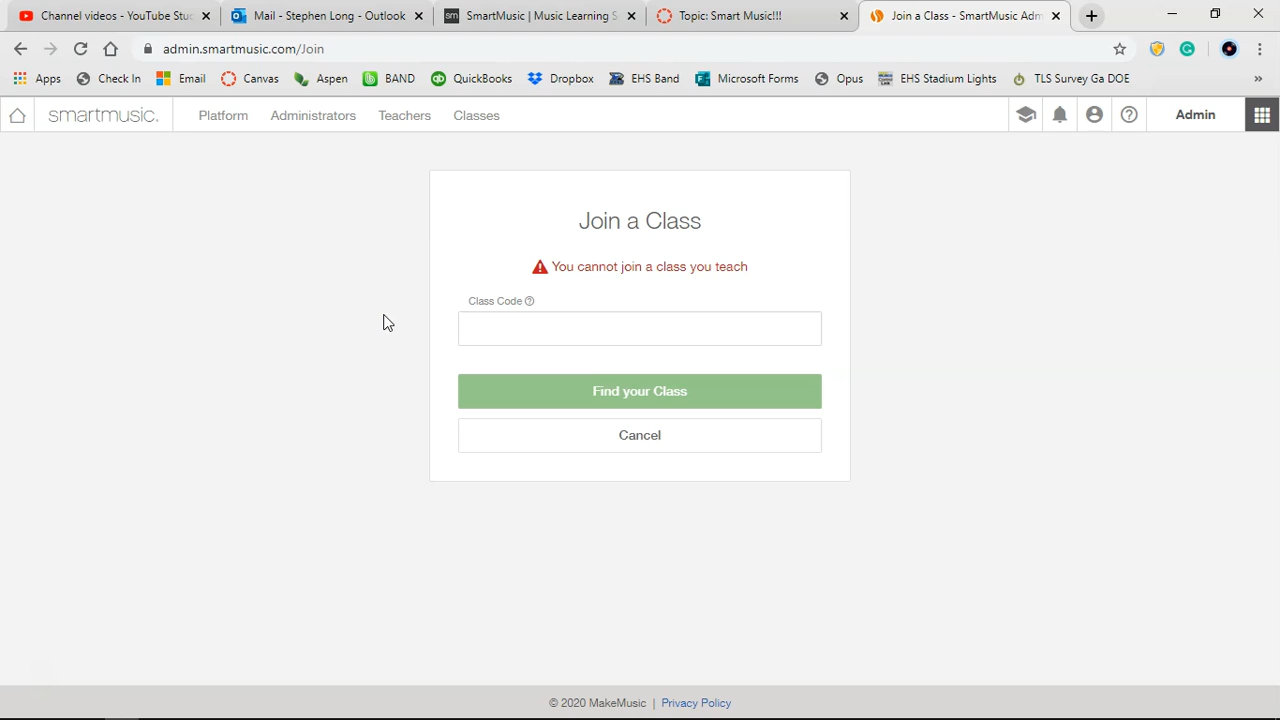 Channel videos - YouTube Stu
Mail - Stephen Long - Outlook
SmartMusic | Music Learning S
Topic: Smart Music!!!
Join a Class - SmartMusic Adm
admin.smartmusic.com/Join
Apps
Check In
Email
Canvas
Aspen
BAND
QuickBooks
Dropbox
EHS Band
Microsoft Forms
Opus
EHS Stadium Lights
TLS Survey Ga DOE
smartmusic.
Platform
Administrators
Teachers
Classes
Admin
Join a Class
You cannot join a class you teach
Class Code
Find your Class
Cancel
© 2020 MakeMusic | Privacy Policy